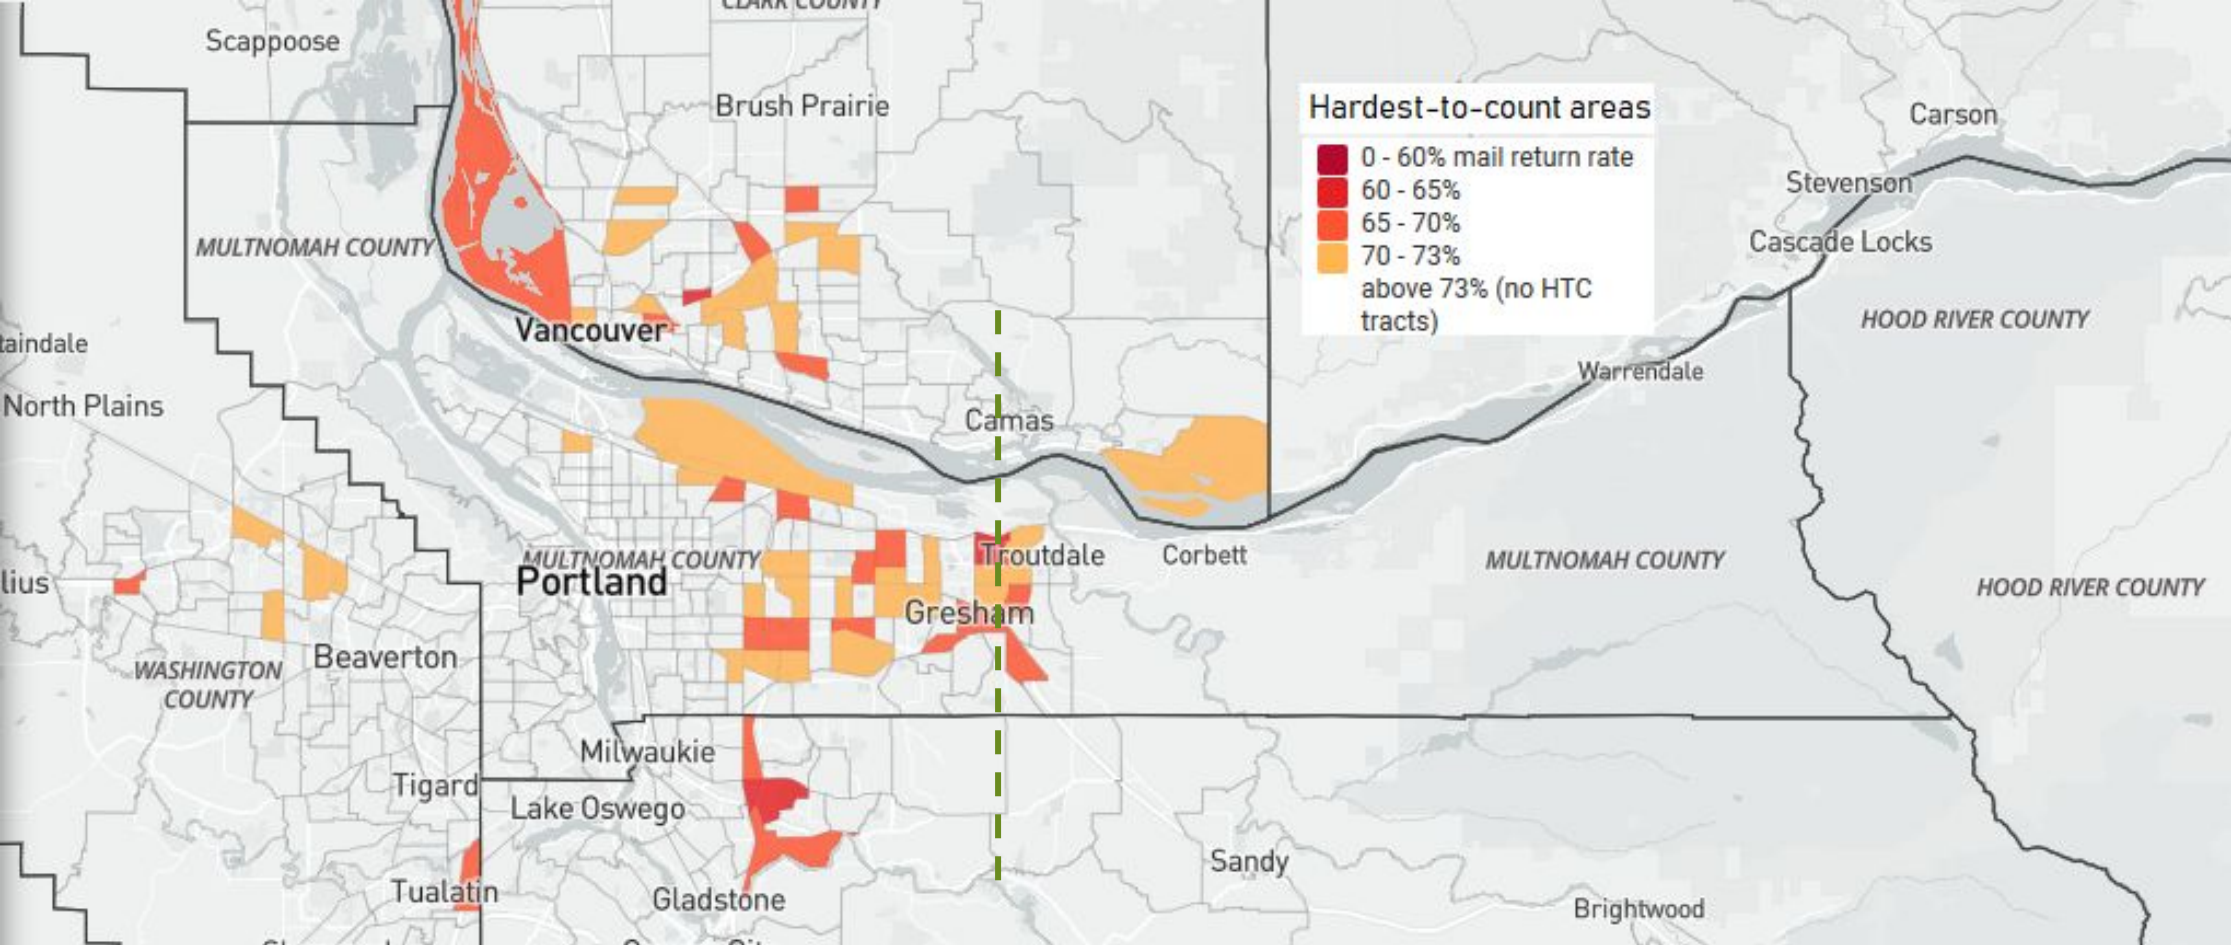 CLARK COUNTY
Scappoose
Brush Prairie
Hardest-to-count areas
0 - 60% mail return rate
60 - 65%
65 - 70%
70 - 73%
above 73% (no HTC
tracts)
Carson
Stevenson
Cascade Locks
MULTNOMAH COUNTY
HOOD RIVER COUNTY
Vancouver
taindale
Warrendale
North Plains
Camas
MULTNOMAH COUNTY
Portland
Troutdale
Corbett
MULTNOMAH COUNTY
HOOD RIVER COUNTY
lius
Gresham
Beaverton
WASHINGTON
COUNTY
Milwaukie
Tigard
Lake Oswego
Sandy
Tualatin
Gladstone
Brightwood